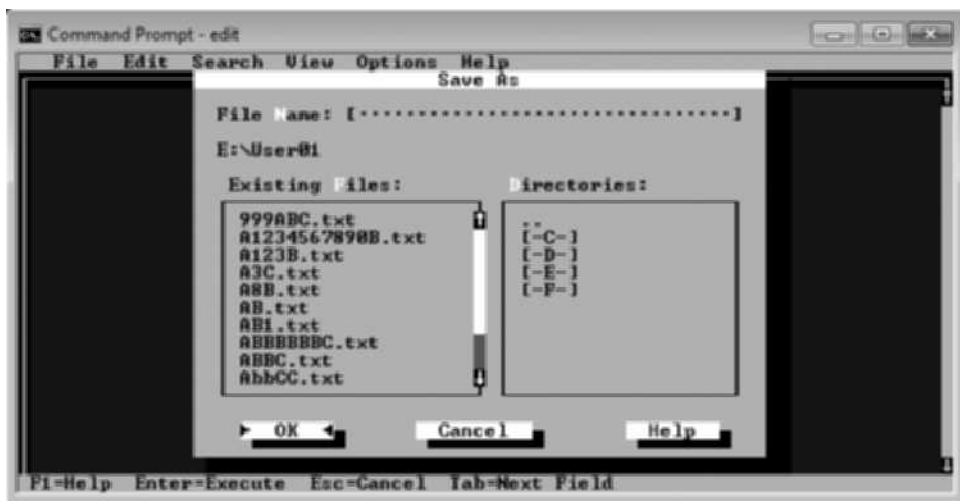 Command Prompt - edit
File Edit Search View Options Help
Save As
File Name: [·································]
E:\User01
Existing Files:
Directories:
999ABC.txt
A1234567890B.txt
A123B.txt
A3C.txt
A8B.txt
AB.txt
AB1.txt
ABBBBBBC.txt
ABBC.txt
AbbCC.txt
..
[-C-]
[-D-]
[-E-]
[-F-]
OK Cancel Help
F1=Help Enter=Execute Esc=Cancel Tab=Next Field